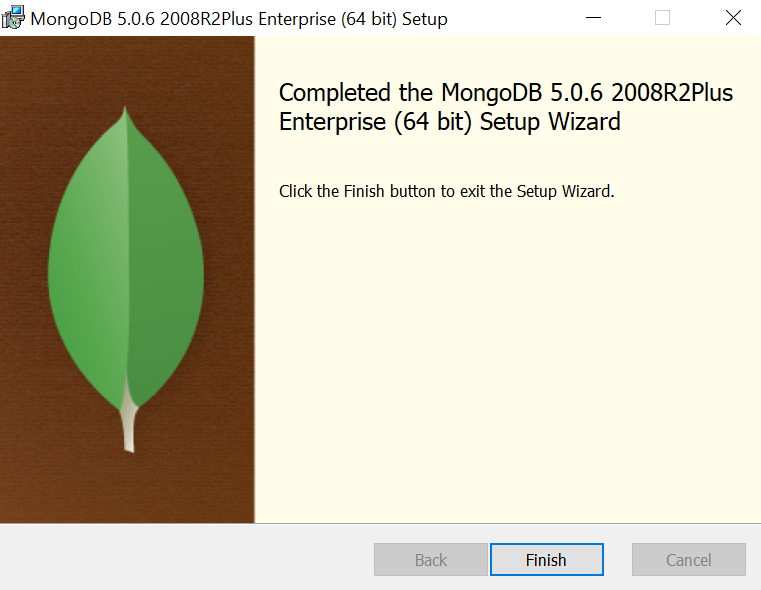 MongoDB 5.0.6 2008R2Plus Enterprise (64 bit) Setup
Completed the MongoDB 5.0.6 2008R2Plus
Enterprise (64 bit) Setup Wizard
Click the Finish button to exit the Setup Wizard.
Back
Finish
Cancel